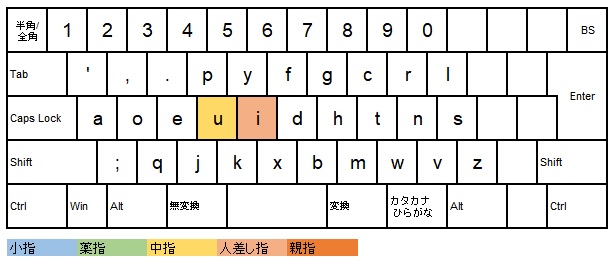 半角/全角 1 2 3 4 5 6 7 8 9 0 BS
Tab ' , . p y f g c r l Enter
Caps Lock a o e u i d h t n s
Shift ; q j k x b m w v z Shift
Ctrl Win Alt 無変換 変換 カタカナひらがな Alt Ctrl
小指 薬指 中指 人差し指 親指